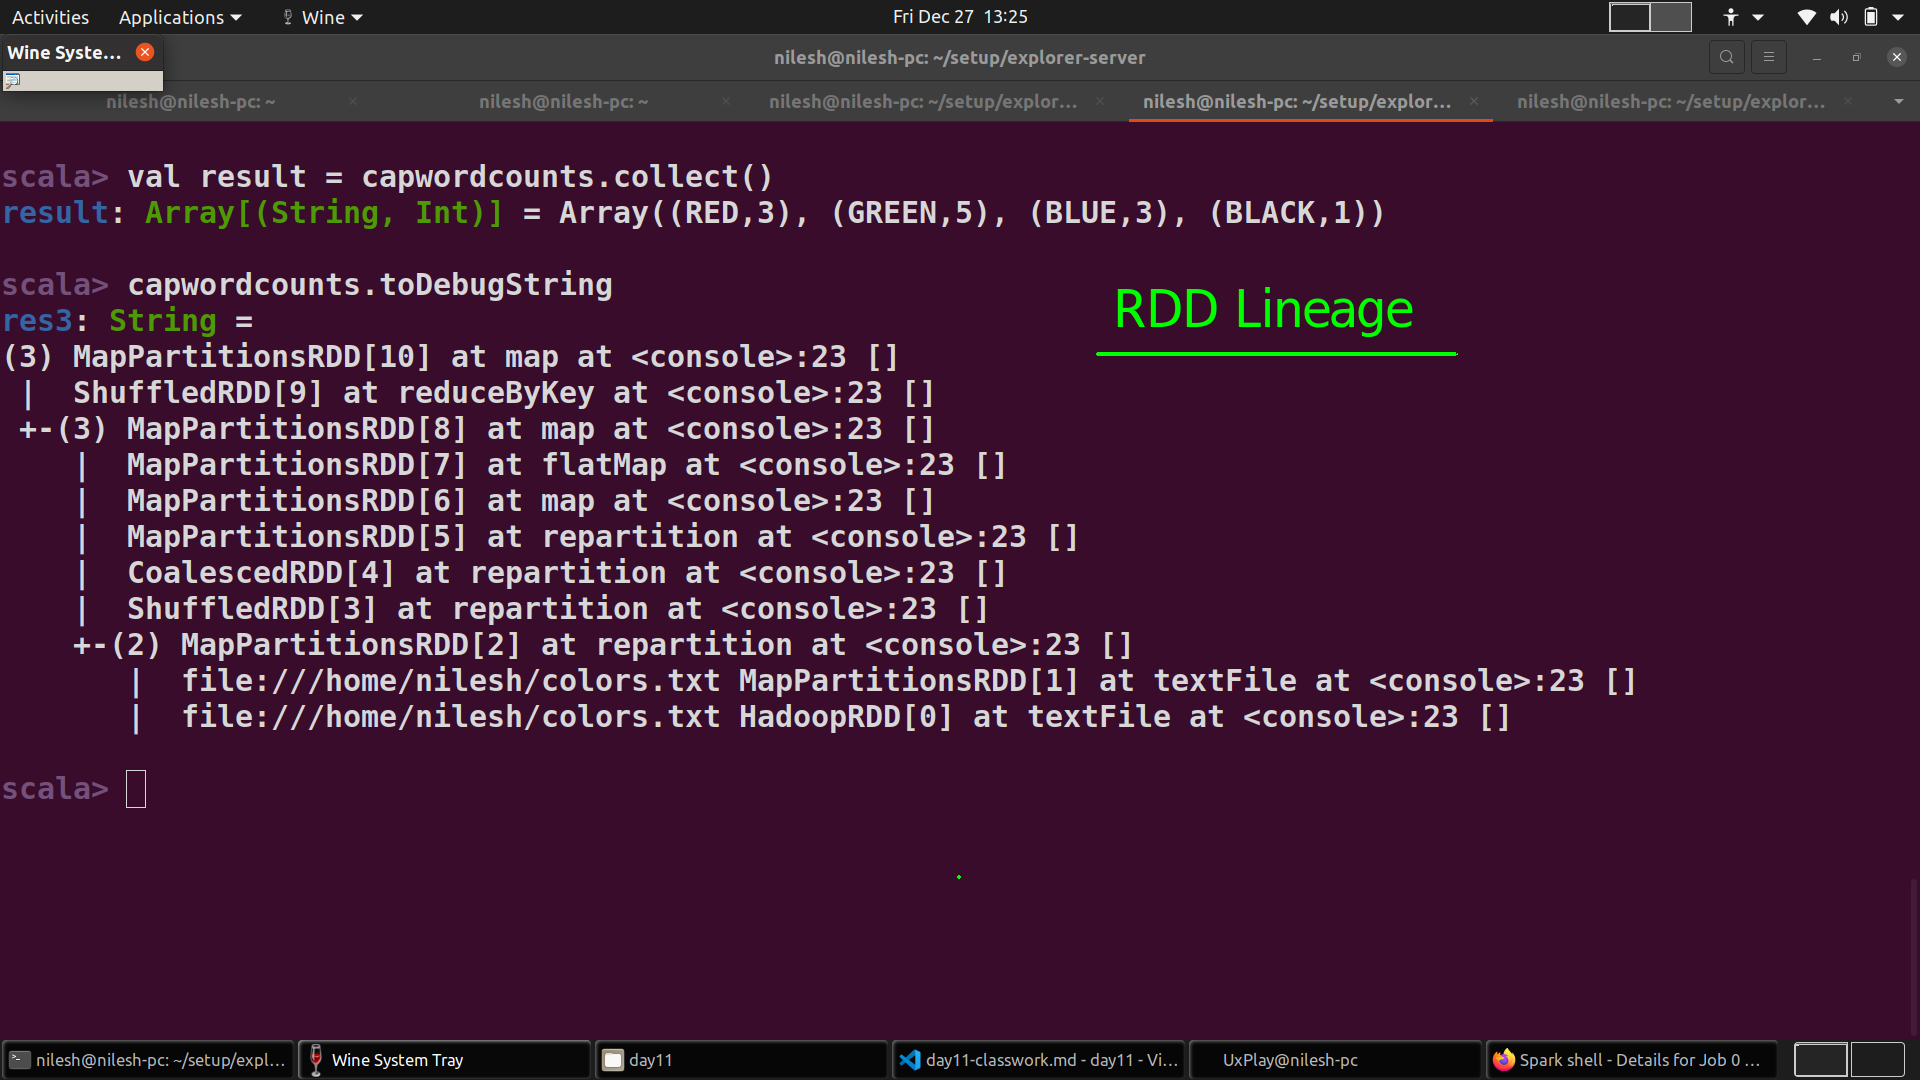 Activities Applications Wine Fri Dec 27 13:25
Wine Syste...
nilesh@nilesh-pc: ~/setup/explorer-server
nilesh@nilesh-pc: ~ nilesh@nilesh-pc: ~ nilesh@nilesh-pc: ~/setup/explor... nilesh@nilesh-pc: ~/setup/explor... nilesh@nilesh-pc: ~/setup/explor...
scala> val result = capwordcounts.collect()
result: Array[(String, Int)] = Array((RED,3), (GREEN,5), (BLUE,3), (BLACK,1))
scala> capwordcounts.toDebugString
RDD Lineage
res3: String =
(3) MapPartitionsRDD[10] at map at <console>:23 []
 |  ShuffledRDD[9] at reduceByKey at <console>:23 []
 +-(3) MapPartitionsRDD[8] at map at <console>:23 []
    |  MapPartitionsRDD[7] at flatMap at <console>:23 []
    |  MapPartitionsRDD[6] at map at <console>:23 []
    |  MapPartitionsRDD[5] at repartition at <console>:23 []
    |  CoalescedRDD[4] at repartition at <console>:23 []
    |  ShuffledRDD[3] at repartition at <console>:23 []
    +-(2) MapPartitionsRDD[2] at repartition at <console>:23 []
       |  file:///home/nilesh/colors.txt MapPartitionsRDD[1] at textFile at <console>:23 []
       |  file:///home/nilesh/colors.txt HadoopRDD[0] at textFile at <console>:23 []
scala>
nilesh@nilesh-pc: ~/setup/expl... Wine System Tray day11 day11-classwork.md - day11 - Vi... UxPlay@nilesh-pc Spark shell - Details for Job 0 ...